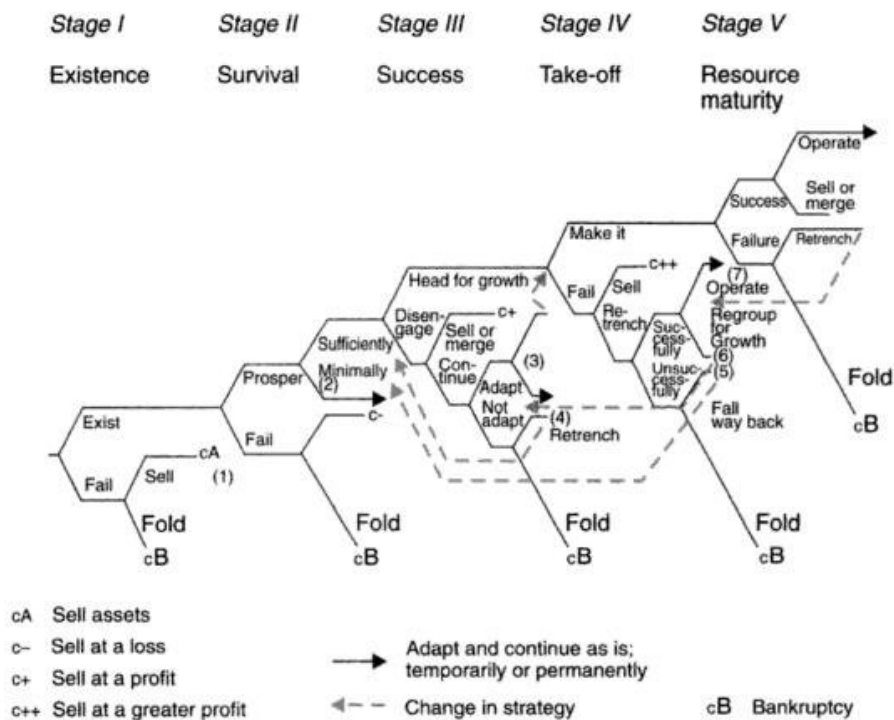 Stage I Stage II Stage III Stage IV Stage V
Existence Survival Success Take-off Resource
maturity
Operate
Success Sell or
merge
Make it
Failure Retrench
c++ (7)
Head for growth Fail Sell Operate
Disen-
gage c+
Re-
trench Suc-
cess-
fully Regroup
for
Growth
Sufficiently Sell or
merge
(6)
Con-
tinue (3) Unsuc-
cess-
fully (5)
Prosper Minimally
(2)
Adapt
Fold
Exist c- Not
adapt (4) Fall
way back
cB
Retrench
Fail
cA
Fail Sell (1)
Fold Fold Fold Fold
cB cB cB cB
cA Sell assets
c– Sell at a loss
c+ Sell at a profit
c++ Sell at a greater profit
Adapt and continue as is;
temporarily or permanently
Change in strategy
cB Bankruptcy